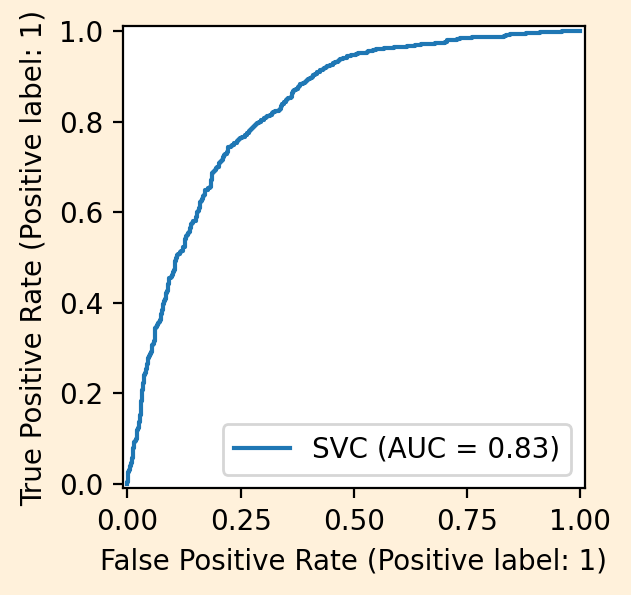 True Positive Rate (Positive label: 1)
1.0
0.8
0.6
0.4
0.2
0.0
SVC (AUC = 0.83)
0.00 0.25 0.50 0.75 1.00
False Positive Rate (Positive label: 1)